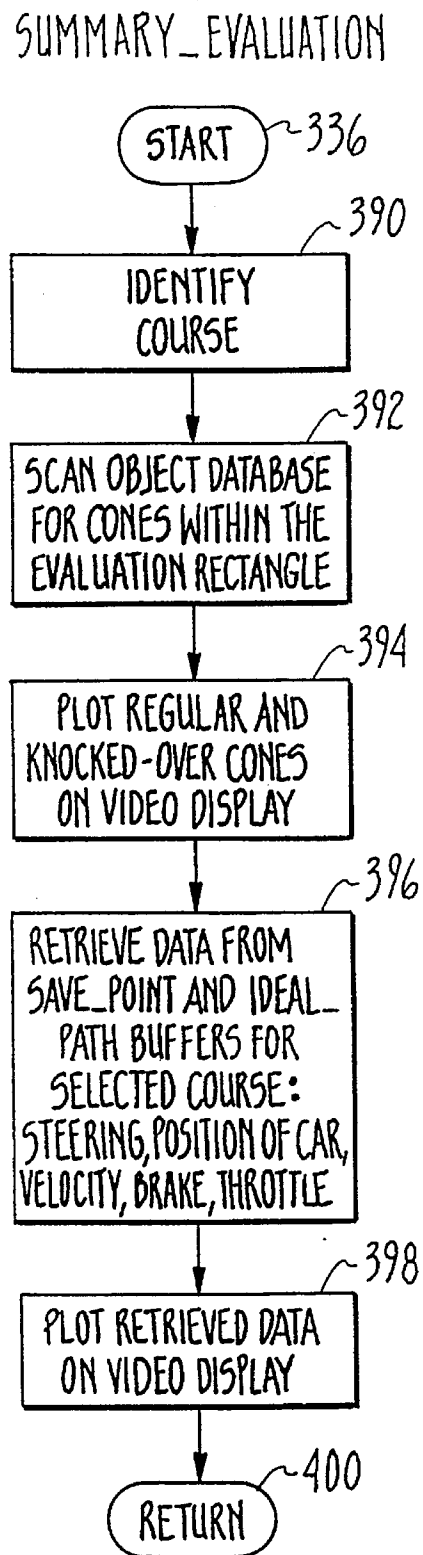 SUMMARY_EVALUATION
START
336
390
IDENTIFY
COURSE
392
SCAN OBJECT DATABASE
FOR CONES WITHIN THE
EVALUATION RECTANGLE
394
PLOT REGULAR AND
KNOCKED-OVER CONES
ON VIDEO DISPLAY
396
RETRIEVE DATA FROM
SAVE_POINT AND IDEAL_
PATH BUFFERS FOR
SELECTED COURSE:
STEERING, POSITION OF CAR,
VELOCITY, BRAKE, THROTTLE
398
PLOT RETRIEVED DATA
ON VIDEO DISPLAY
400
RETURN